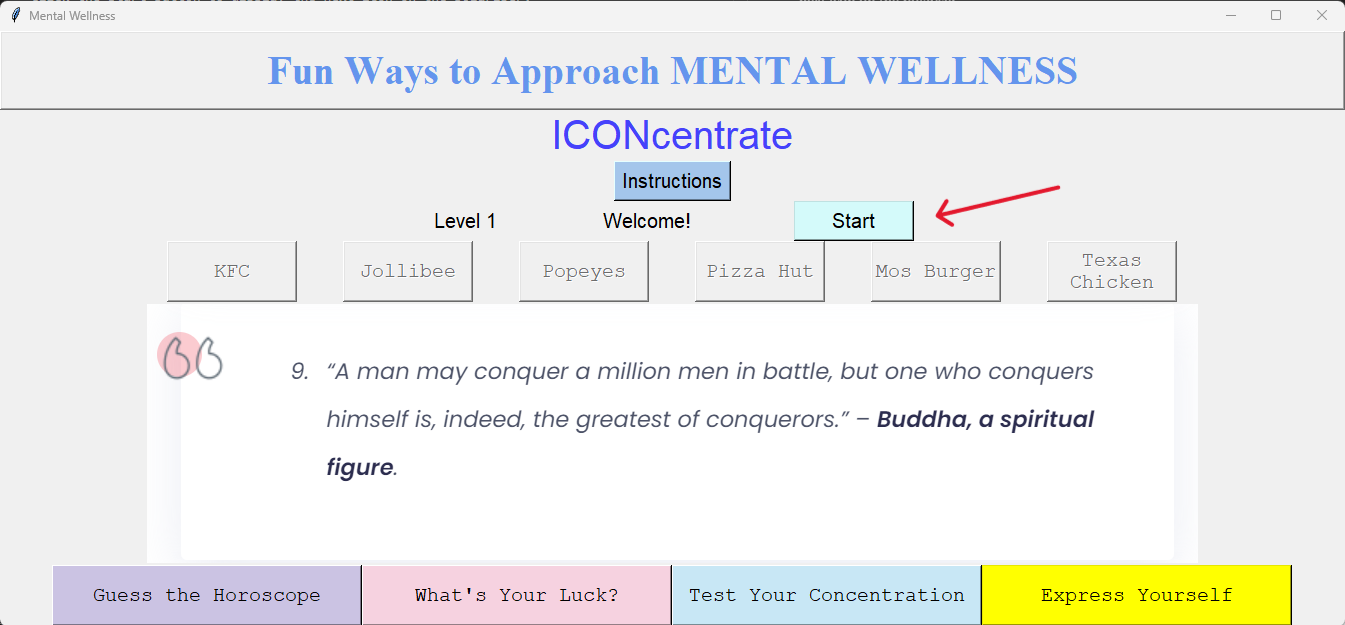 Mental Wellness
Fun Ways to Approach MENTAL WELLNESS
ICONcentrate
Instructions
Level 1 Welcome! Start
KFC Jollibee Popeyes Pizza Hut Mos Burger Texas
Chicken
9. “A man may conquer a million men in battle, but one who conquers
himself is, indeed, the greatest of conquerors.” – Buddha, a spiritual
figure.
Guess the Horoscope What's Your Luck? Test Your Concentration Express Yourself